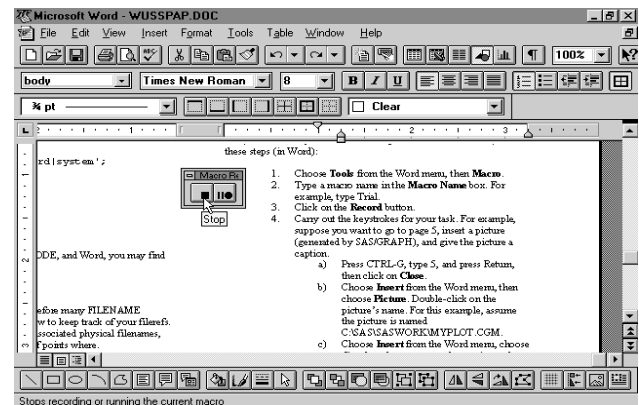 Microsoft Word - WUSSPAP.DOC
File Edit View Insert Format Tools Table Window Help
100%
body Times New Roman 8 B I U
¾ pt Clear
1 1 2 3
these steps (in Word):
rd|system';
Macro Re
Stop
1. Choose Tools from the Word menu, then Macro.
2. Type a macro name in the Macro Name box. For
example, type Trial.
3. Click on the Record button.
4. Carry out the keystrokes for your task. For example,
suppose you want to go to page 5, insert a picture
(generated by SAS/GRAPH), and give the picture a
caption.
a) Press CTRL-G, type 5, and press Return,
then click on Close.
b) Choose Insert from the Word menu, then
choose Picture. Double-click on the
picture's name. For this example, assume
the picture is named
C:\SAS\SASWORK\MYPLOT.CGM.
c) Choose Insert from the Word menu, choose
ODE, and Word, you may find
efore many FILENAME
w to keep track of your filerefs.
ssociated physical filenames,
f points where.
Stops recording or running the current macro